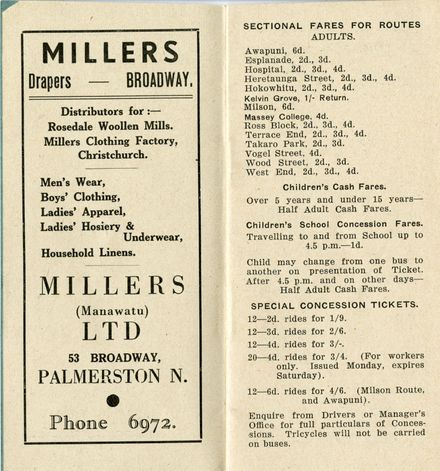 MILLERS
Drapers — BROADWAY.
Distributors for :—
Rosedale Woollen Mills.
Millers Clothing Factory,
Christchurch.
Men's Wear,
Boys' Clothing,
Ladies' Apparel,
Ladies' Hosiery &
Underwear,
Household Linens.
MILLERS
(Manawatu)
LTD
53 BROADWAY,
PALMERSTON N.
Phone 6972.
SECTIONAL FARES FOR ROUTES
ADULTS.
Awapuni, 6d.
Esplanade, 2d., 3d.
Hospital, 2d., 3d., 4d.
Heretaunga Street, 2d., 3d., 4d.
Hokowhitu, 2d., 3d., 4d.
Kelvin Grove, 1/- Return.
Milson, 6d.
Massey College, 4d.
Ross Block, 2d., 3d., 4d.
Terrace End, 2d., 3d., 4d.
Takaro Park, 2d., 3d.
Vogel Street, 4d.
Wood Street, 2d., 3d.
West End, 2d., 3d., 4d.
Children's Cash Fares.
Over 5 years and under 15 years—
Half Adult Cash Fares.
Children's School Concession Fares.
Travelling to and from School up to
4.5 p.m.—1d.
Child may change from one bus to
another on presentation of Ticket.
After 4.5 p.m. and on other days—
Half Adult Cash Fares.
SPECIAL CONCESSION TICKETS.
12—2d. rides for 1/9.
12—3d. rides for 2/6.
12—4d. rides for 3/-.
20—4d. rides for 3/4. (For workers
only. Issued Monday, expires
Saturday).
12—6d. rides for 4/6. (Milson Route,
and Awapuni).
Enquire from Drivers or Manager's
Office for full particulars of Conces-
sions. Tricycles will not be carried
on buses.